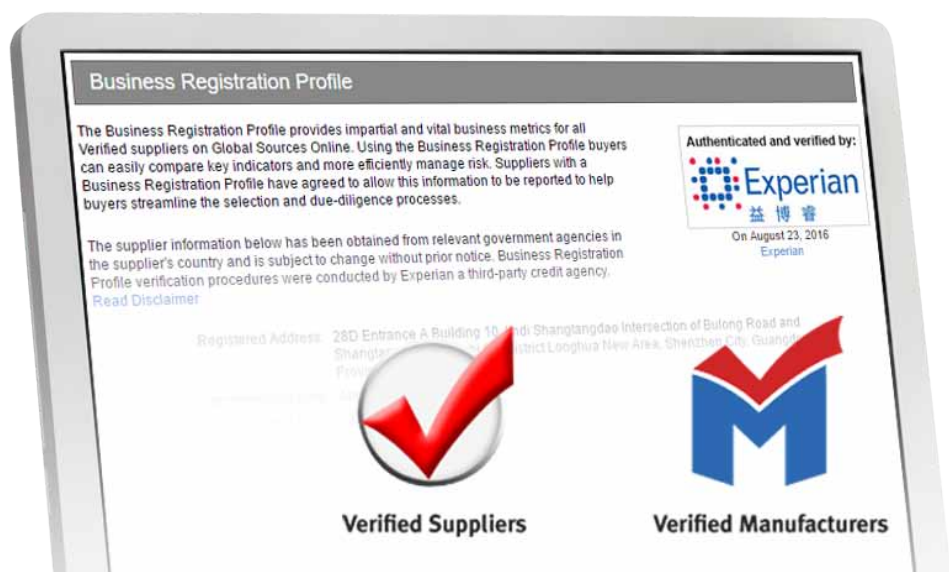 Business Registration Profile
The Business Registration Profile provides impartial and vital business metrics for all
Verified suppliers on Global Sources Online. Using the Business Registration Profile buyers
can easily compare key indicators and more efficiently manage risk. Suppliers with a
Business Registration Profile have agreed to allow this information to be reported to help
buyers streamline the selection and due-diligence processes.
Authenticated and verified by:
Experian
益博睿
On August 23, 2016
Experian
The supplier information below has been obtained from relevant government agencies in
the supplier's country and is subject to change without prior notice. Business Registration
Profile verification procedures were conducted by Experian a third-party credit agency.
Read Disclaimer
Registered Address: 28D Entrance A Building 10, Shangtangdao Intersection of Bulong Road and
Longhua New Area, Shenzhen City, Guangdong
Verified Suppliers
Verified Manufacturers